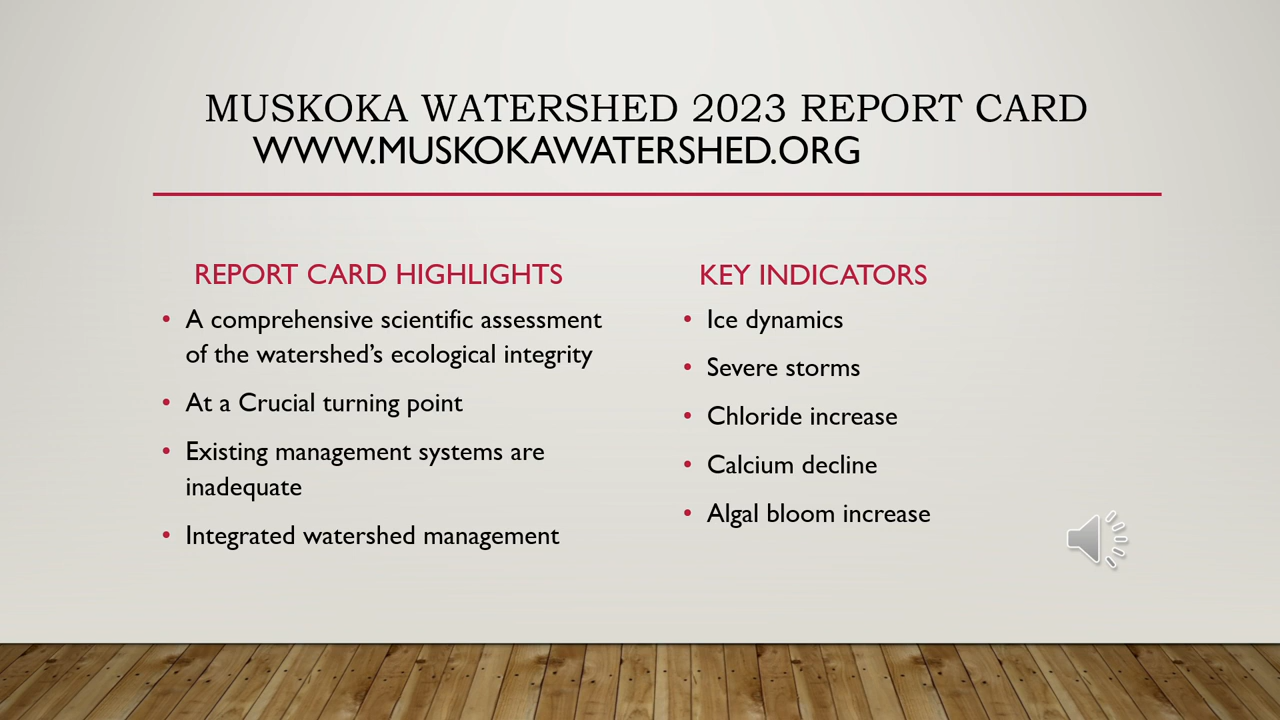 MUSKOKA WATERSHED 2023 REPORT CARD
WWW.MUSKOKAWATERSHED.ORG
REPORT CARD HIGHLIGHTS
• A comprehensive scientific assessment
of the watershed’s ecological integrity
• At a Crucial turning point
• Existing management systems are
inadequate
• Integrated watershed management
KEY INDICATORS
• Ice dynamics
• Severe storms
• Chloride increase
• Calcium decline
• Algal bloom increase